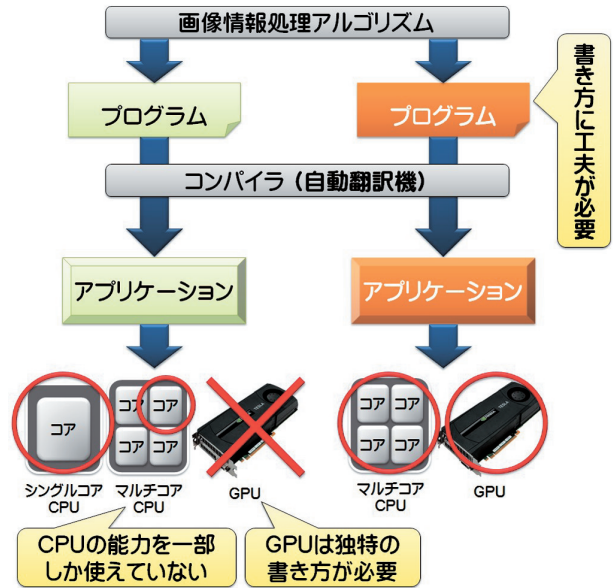 画像情報処理アルゴリズム
プログラム
プログラム
書き方に工夫が必要
コンパイラ（自動翻訳機）
アプリケーション
アプリケーション
コア
コア
コア
コア
コア
コア
コア
コア
コア
シングルコア
CPU
マルチコア
CPU
GPU
マルチコア
CPU
GPU
CPUの能力を一部
しか使えていない
GPUは独特の
書き方が必要